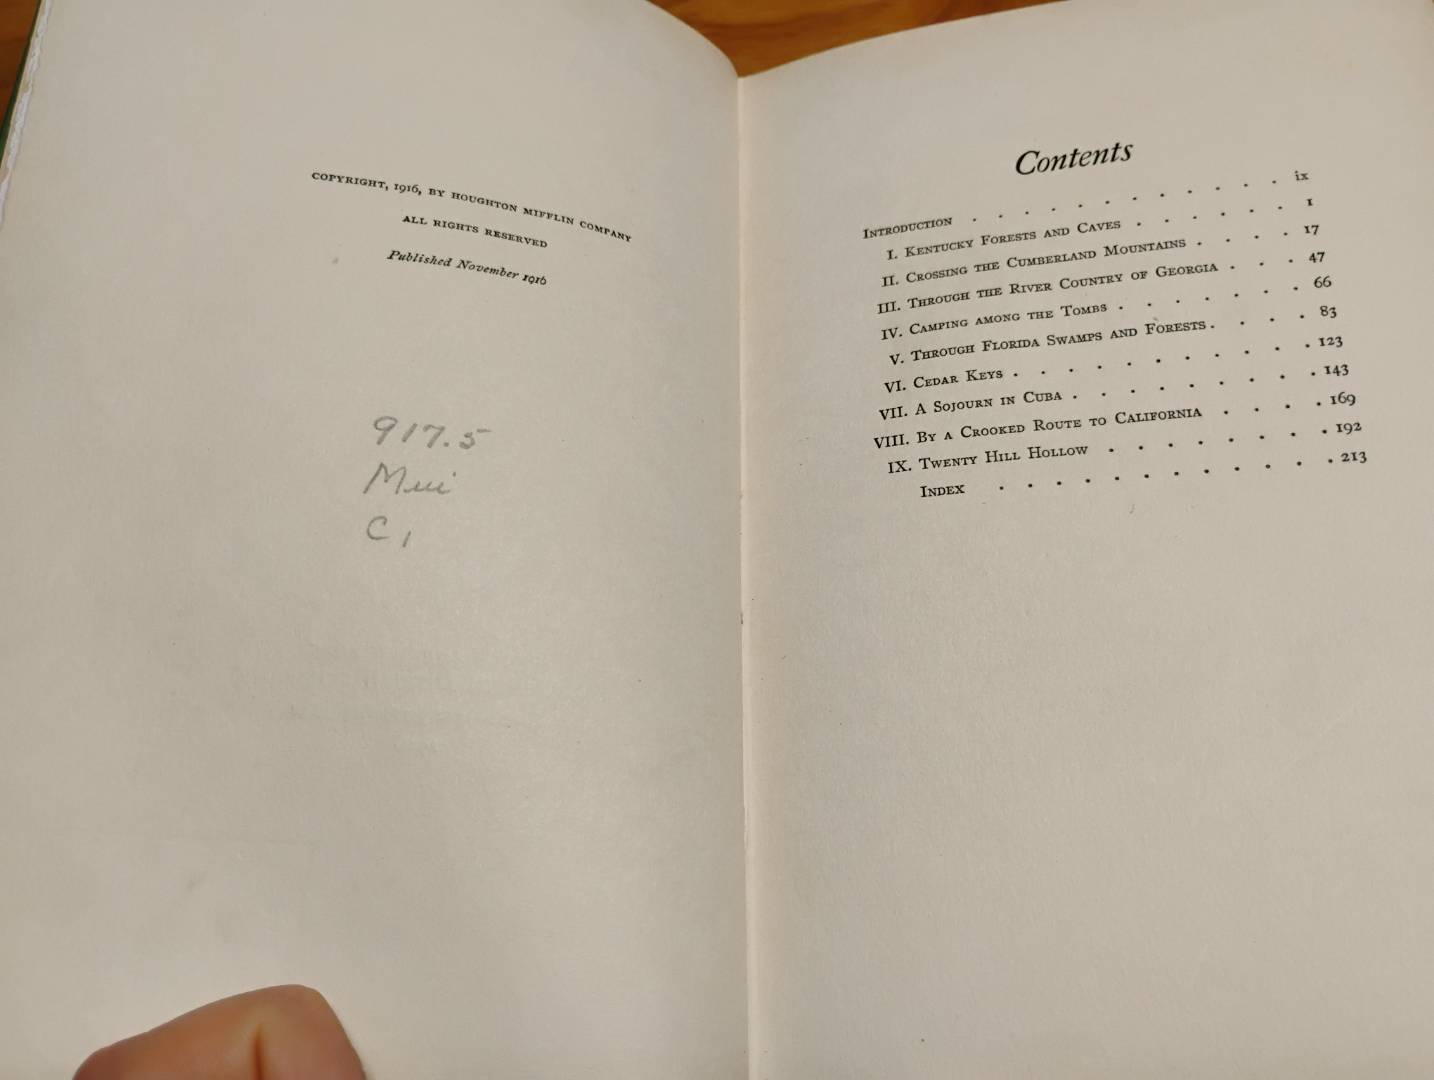 COPYRIGHT, 1916, BY HOUGHTON MIFFLIN COMPANY
ALL RIGHTS RESERVED
Published November 1916
917.5
Mui
C1
Contents
INTRODUCTION . . . . . . . . . . . . . ix
I. KENTUCKY FORESTS AND CAVES . . . . . . . 1
II. CROSSING THE CUMBERLAND MOUNTAINS . . . . 17
III. THROUGH THE RIVER COUNTRY OF GEORGIA . . . 47
IV. CAMPING AMONG THE TOMBS . . . . . . . 66
V. THROUGH FLORIDA SWAMPS AND FORESTS . . . . 83
VI. CEDAR KEYS . . . . . . . . . . . 123
VII. A SOJOURN IN CUBA . . . . . . . . . 143
VIII. BY A CROOKED ROUTE TO CALIFORNIA . . . . 169
IX. TWENTY HILL HOLLOW . . . . . . . . 192
INDEX . . . . . . . . . . . . 213